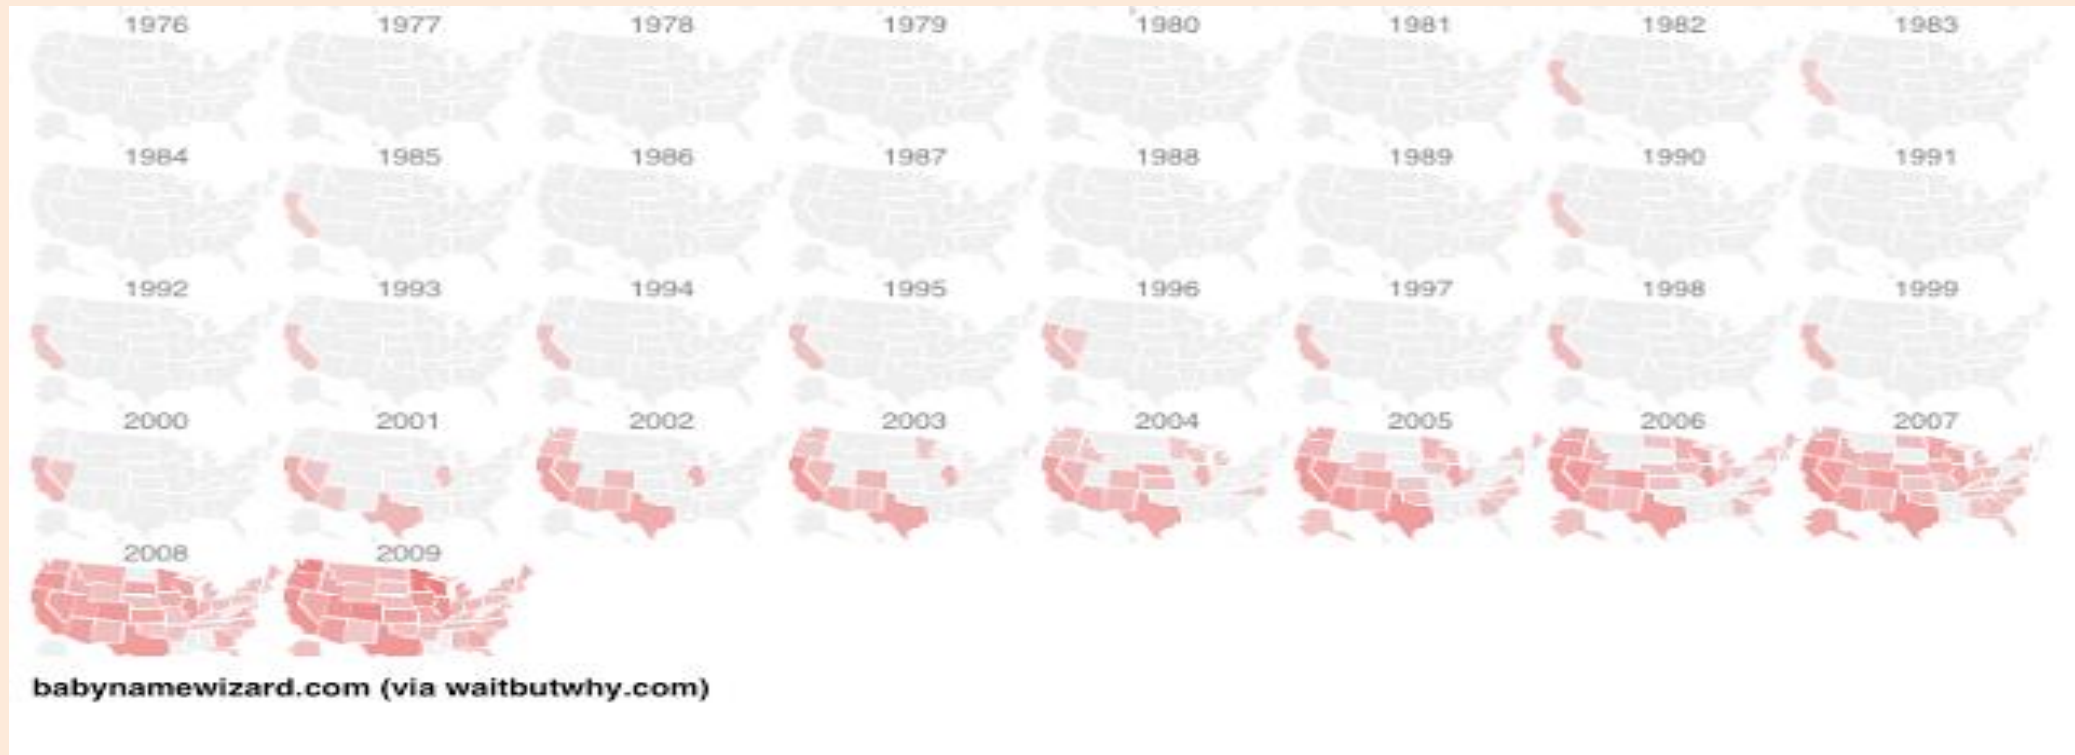 1976 1977 1978 1979 1980 1981 1982 1983
1984 1985 1986 1987 1988 1989 1990 1991
1992 1993 1994 1995 1996 1997 1998 1999
2000 2001 2002 2003 2004 2005 2006 2007
2008 2009
babynamewizard.com (via waitbutwhy.com)